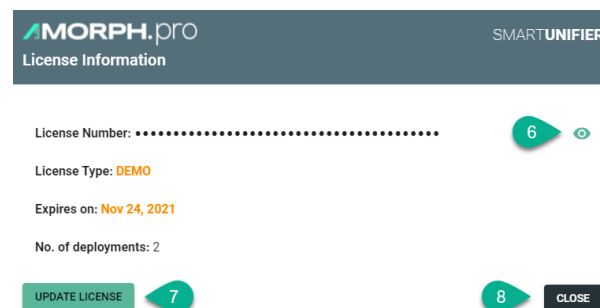 AMORPH.pro
SMARTUNIFIER
License Information
License Number: ••••••••••••••••••••••••••••••••••••••••
6
License Type: DEMO
Expires on: Nov 24, 2021
No. of deployments: 2
UPDATE LICENSE 7
8 CLOSE